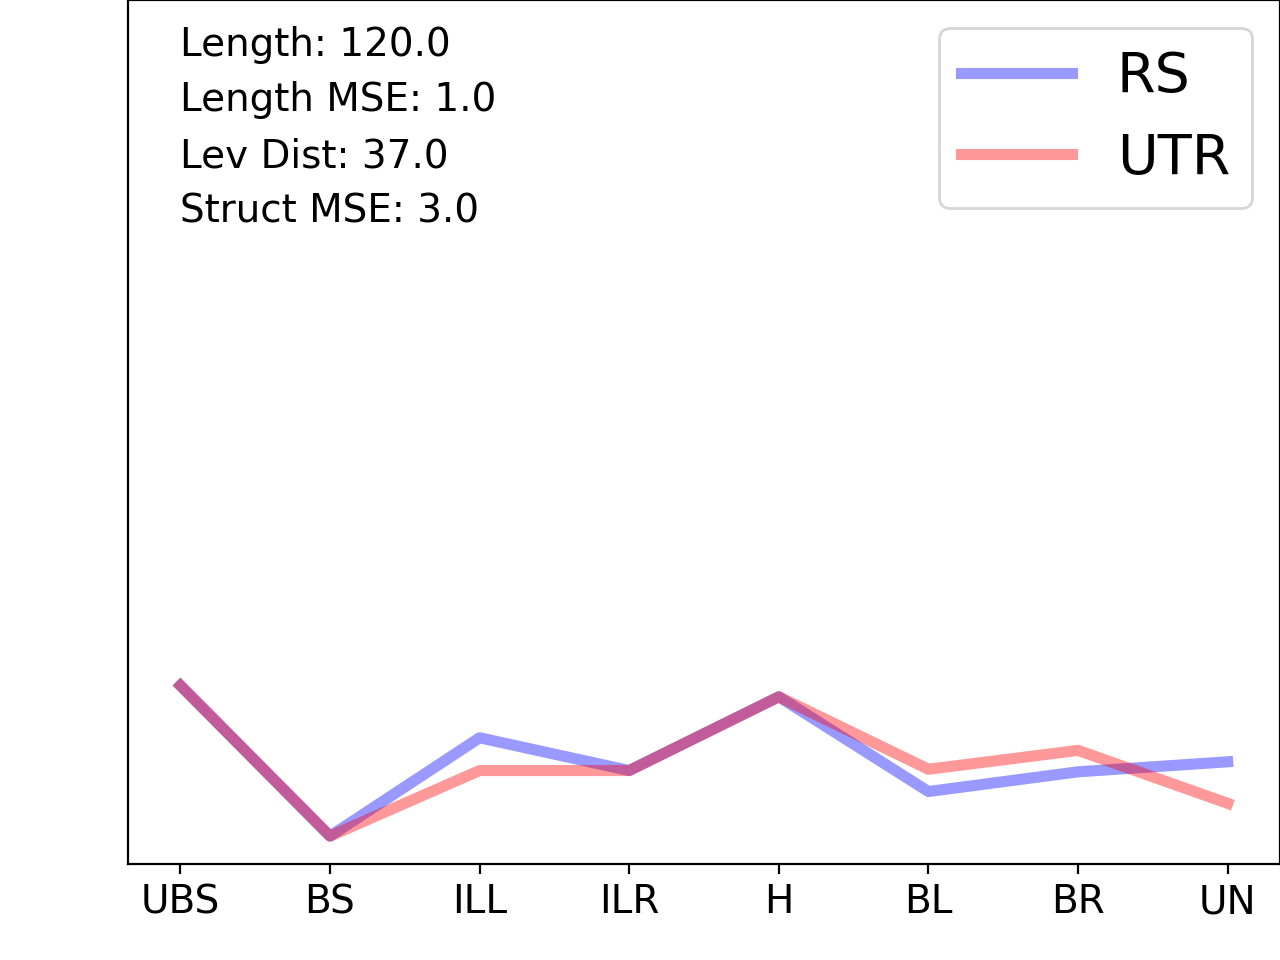 Length: 120.0
Length MSE: 1.0
Lev Dist: 37.0
Struct MSE: 3.0
RS
UTR
UBS BS ILL ILR H BL BR UN